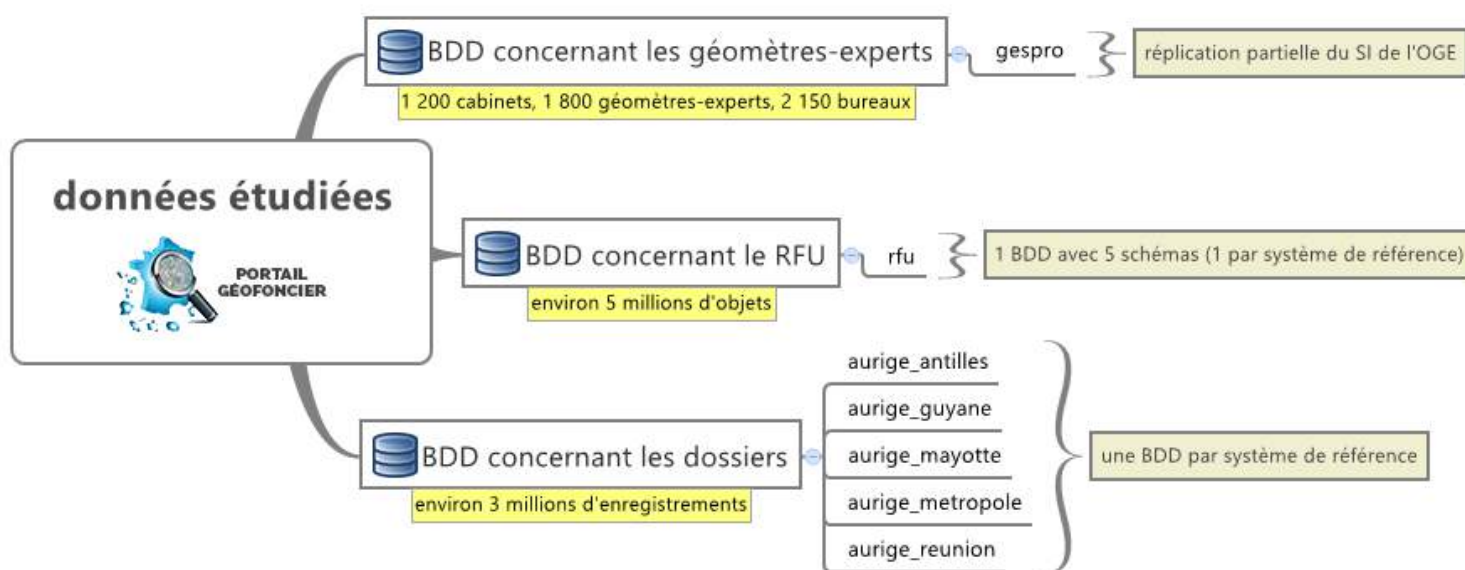 BDD concernant les géomètres-experts
gespro
réplication partielle du SI de l'OGE
1 200 cabinets, 1 800 géomètres-experts, 2 150 bureaux
données étudiées
PORTAIL
GÉOFONCIER
BDD concernant le RFU
rfu
1 BDD avec 5 schémas (1 par système de référence)
environ 5 millions d'objets
BDD concernant les dossiers
environ 3 millions d'enregistrements
aurige_antilles
aurige_guyane
aurige_mayotte
aurige_metropole
aurige_reunion
une BDD par système de référence